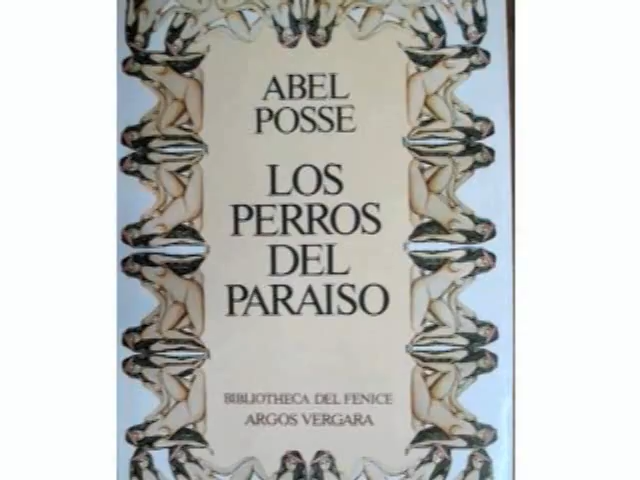 ABEL
POSSE
LOS
PERROS
DEL
PARAISO
BIBLIOTHECA DEL FENICE
ARGOS VERGARA